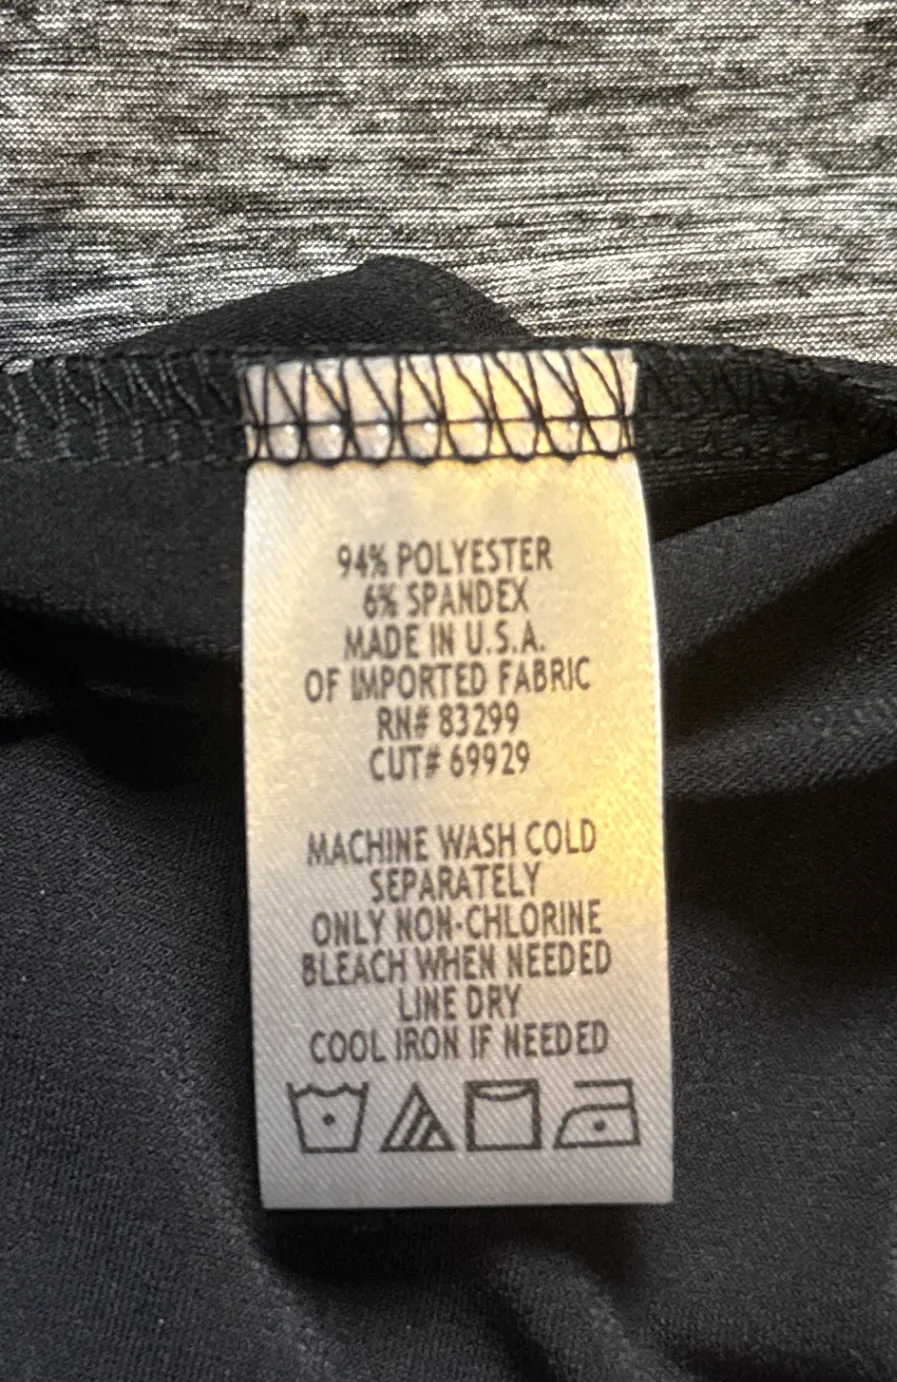 94% POLYESTER
6% SPANDEX
MADE IN U.S.A.
OF IMPORTED FABRIC
RN# 83299
CUT# 69929
MACHINE WASH COLD
SEPARATELY
ONLY NON-CHLORINE
BLEACH WHEN NEEDED
LINE DRY
COOL IRON IF NEEDED